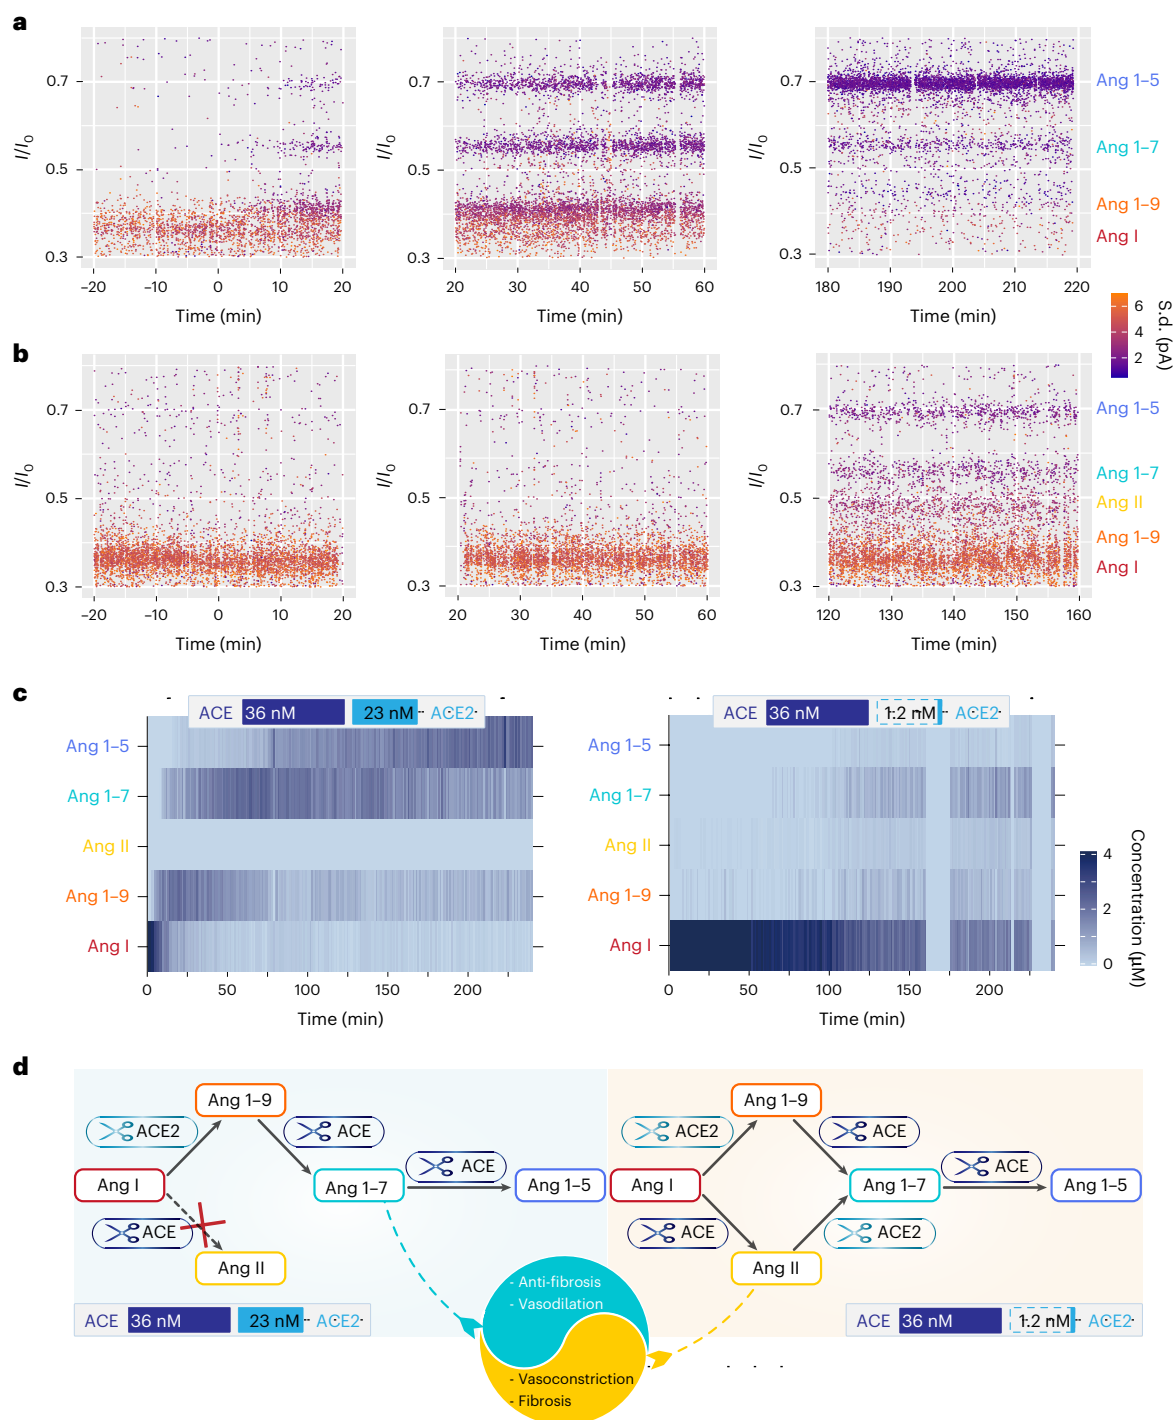 a
I/I0
0.7
0.5
0.3
−20 −10 0 10 20
Time (min)
I/I0
0.7
0.5
0.3
20 30 40 50 60
Time (min)
I/I0
0.7
0.5
0.3
180 190 200 210 220
Time (min)
Ang 1–5
Ang 1–7
Ang 1–9
Ang I
6
4
2
S.d. (pA)
b
I/I0
0.7
0.5
0.3
−20 −10 0 10 20
Time (min)
I/I0
0.7
0.5
0.3
20 30 40 50 60
Time (min)
I/I0
0.7
0.5
0.3
120 130 140 150 160
Time (min)
Ang 1–5
Ang 1–7
Ang II
Ang 1–9
Ang I
c
ACE 36 nM 23 nM ACE2
Ang 1–5
Ang 1–7
Ang II
Ang 1–9
Ang I
0 50 100 150 200
Time (min)
ACE 36 nM 1.2 nM ACE2
Ang 1–5
Ang 1–7
Ang II
Ang 1–9
Ang I
0 50 100 150 200
Time (min)
4
2
0
Concentration (μM)
d
Ang 1–9
ACE2
ACE
Ang I
Ang 1–7
ACE
Ang 1–5
ACE
Ang II
ACE 36 nM 23 nM ACE2
Ang 1–9
ACE2
ACE
Ang I
Ang 1–7
ACE
Ang 1–5
ACE
ACE2
Ang II
ACE 36 nM 1.2 nM ACE2
- Anti-fibrosis
- Vasodilation
- Vasoconstriction
- Fibrosis